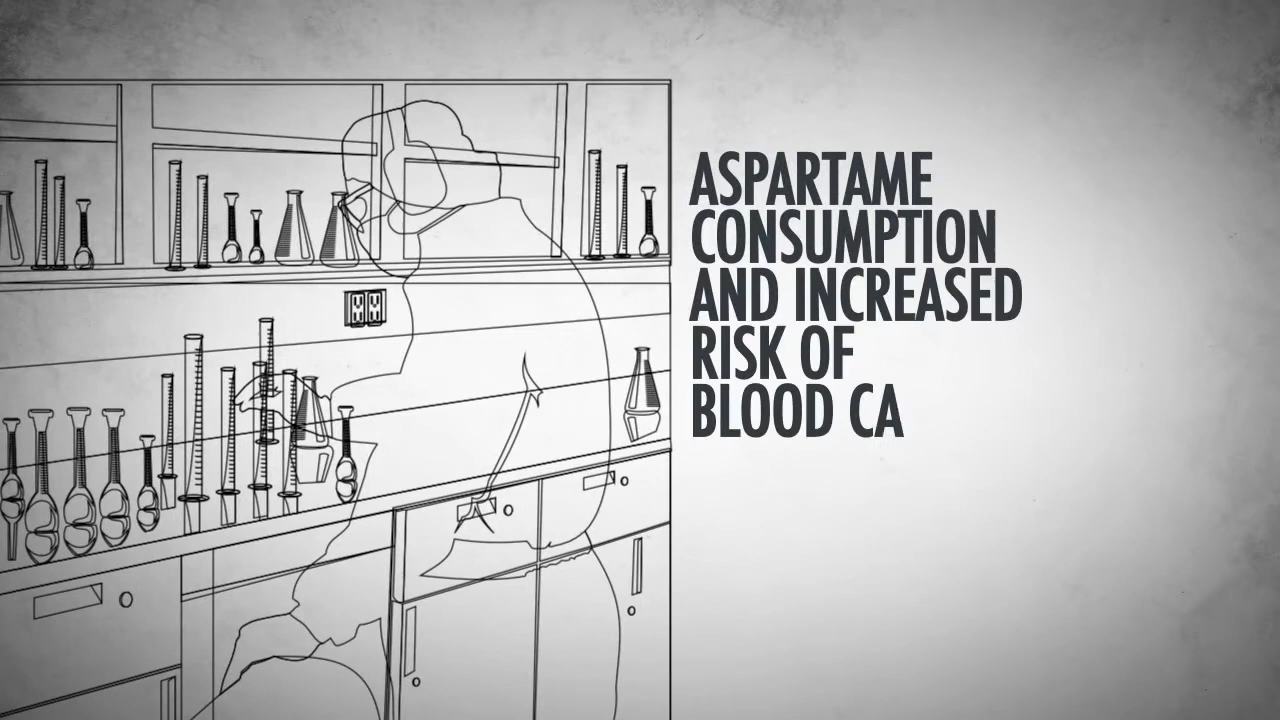 ASPARTAME
CONSUMPTION
AND INCREASED
RISK OF
BLOOD CA